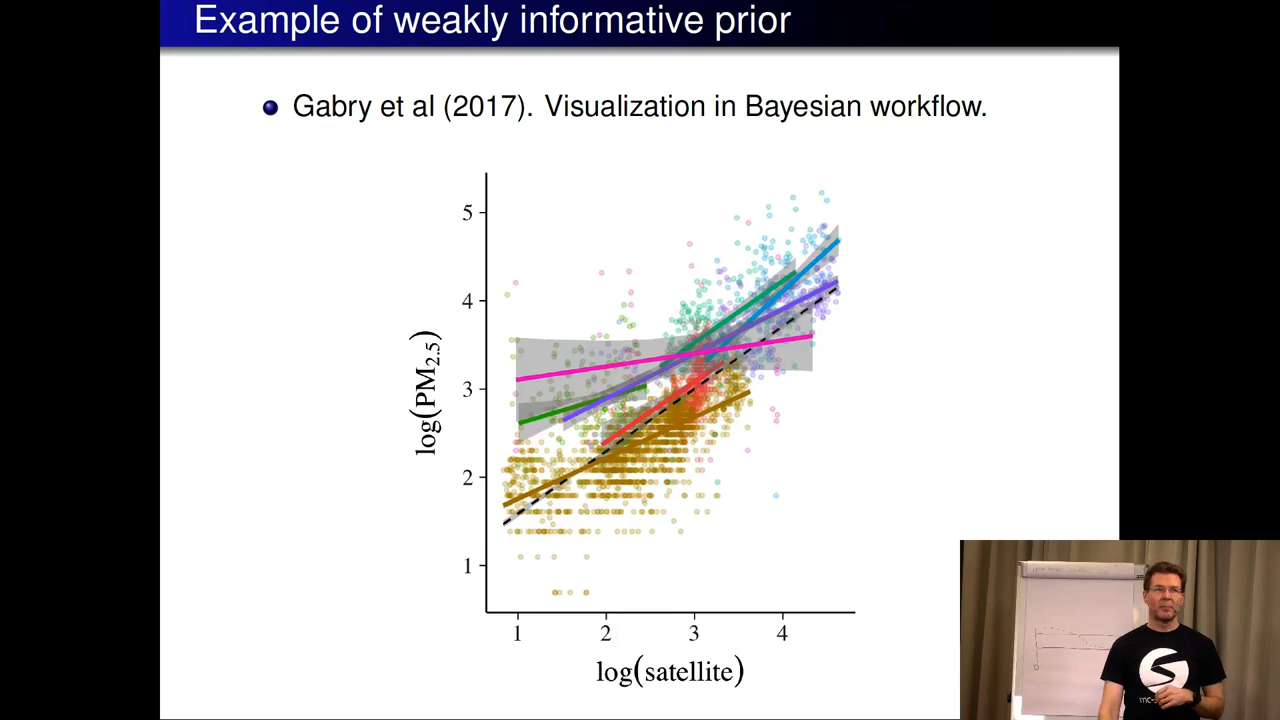 Example of weakly informative prior
Gabry et al (2017). Visualization in Bayesian workflow.
5
4
3
2
1
log(PM2.5)
1 2 3 4
log(satellite)